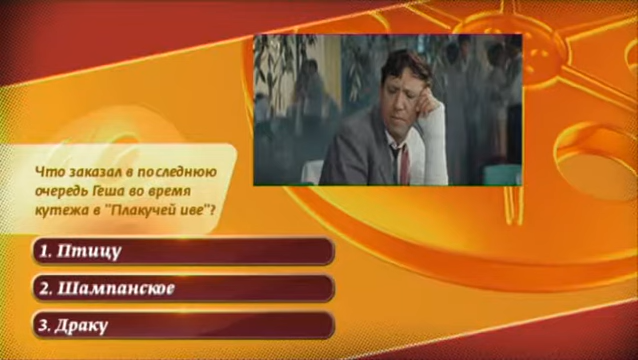 Что заказал в последнюю
очередь Геша во время
кутежа в "Плакучей иве"?
1. Птицу
2. Шампанское
3. Драку